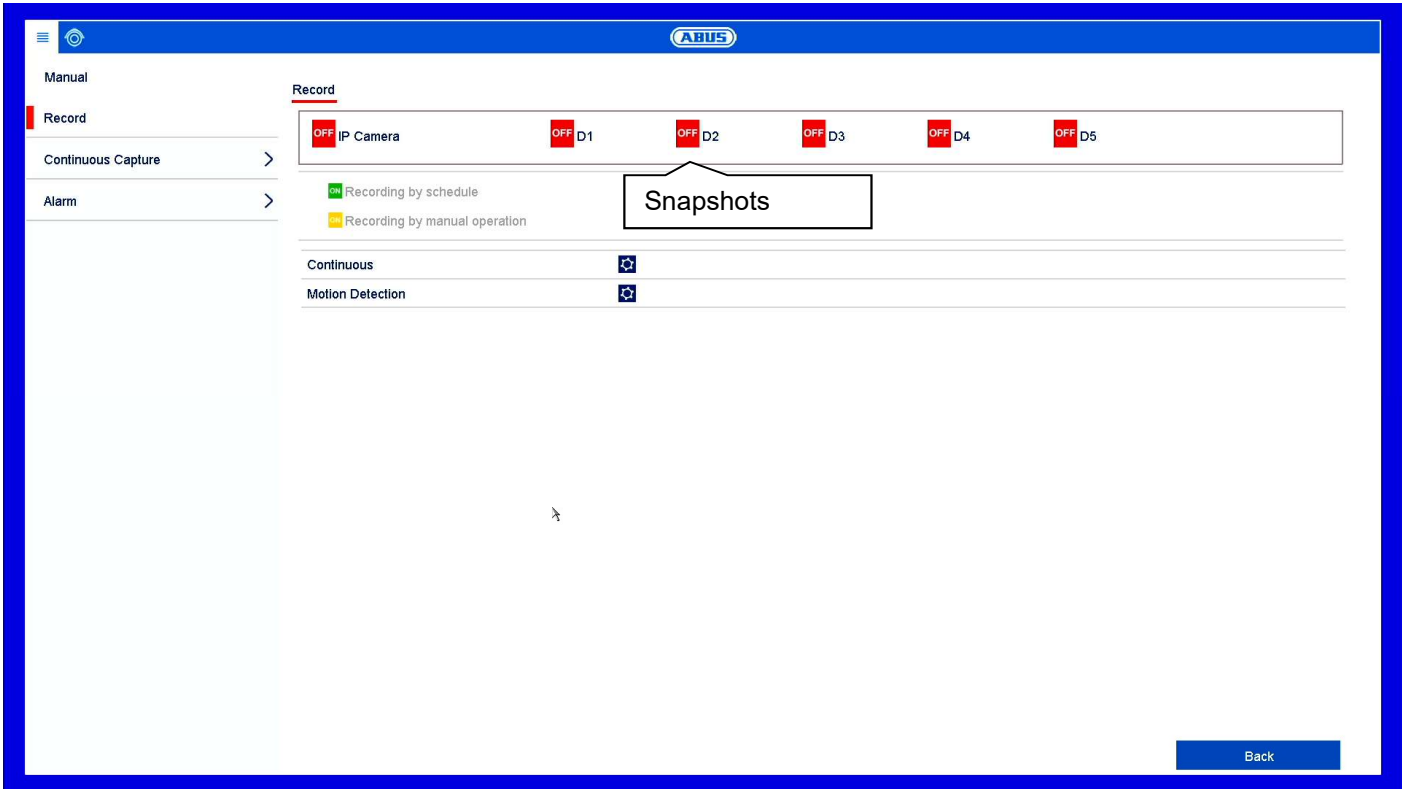 ABUS
Manual
Record
Continuous Capture
Alarm
Record
OFF IP Camera OFF D1 OFF D2 OFF D3 OFF D4 OFF D5
Snapshots
ON Recording by schedule
ON Recording by manual operation
Continuous
Motion Detection
Back